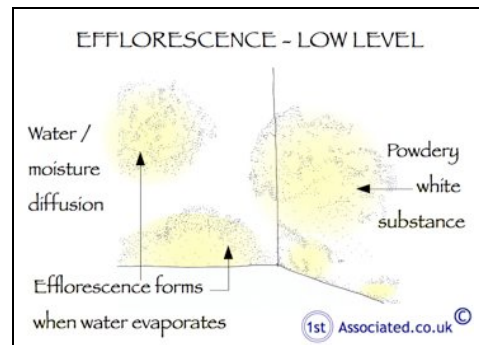 EFFLORESCENCE – LOW LEVEL
Water /
moisture
diffusion
Powdery
white
substance
Efflorescence forms
when water evaporates
1st Associated.co.uk ©